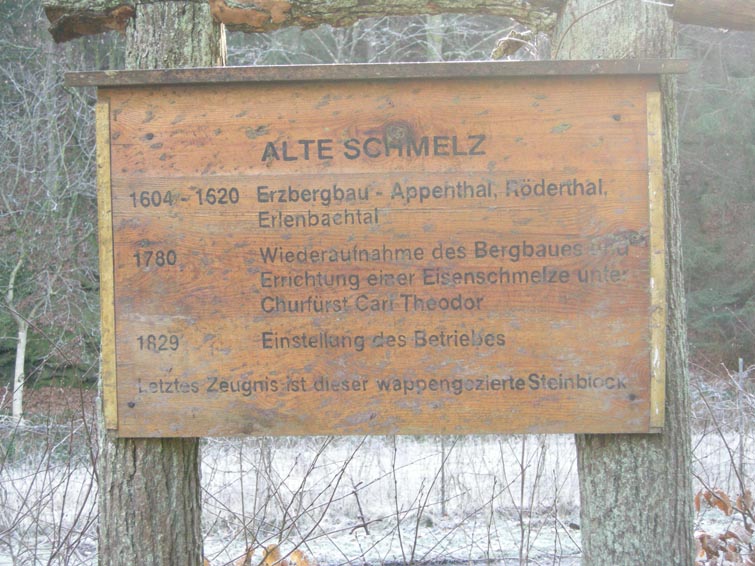 ALTE SCHMELZ
1604 - 1620 Erzbergbau - Appenthal, Röderthal,
Erlenbachtal
1780 Wiederaufnahme des Bergbaues und
Errichtung einer Eisenschmelze unter
Churfürst Carl Theodor
1829 Einstellung des Betriebes
Letztes Zeugnis ist dieser wappengezierte Steinblock